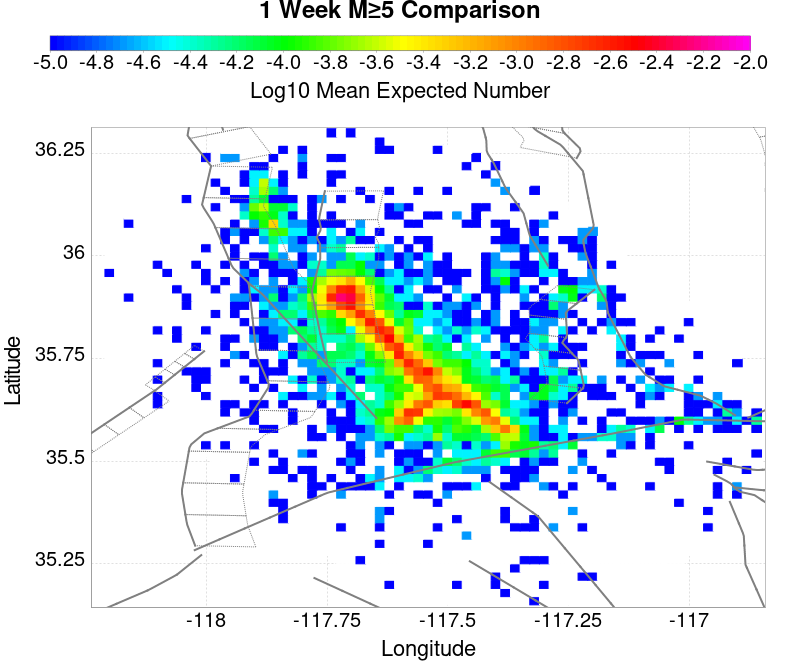 1 Week M≥5 Comparison
-5.0 -4.8 -4.6 -4.4 -4.2 -4.0 -3.8 -3.6 -3.4 -3.2 -3.0 -2.8 -2.6 -2.4 -2.2 -2.0
Log10 Mean Expected Number
36.25
36
35.75
35.5
35.25
Latitude
-118 -117.75 -117.5 -117.25 -117
Longitude